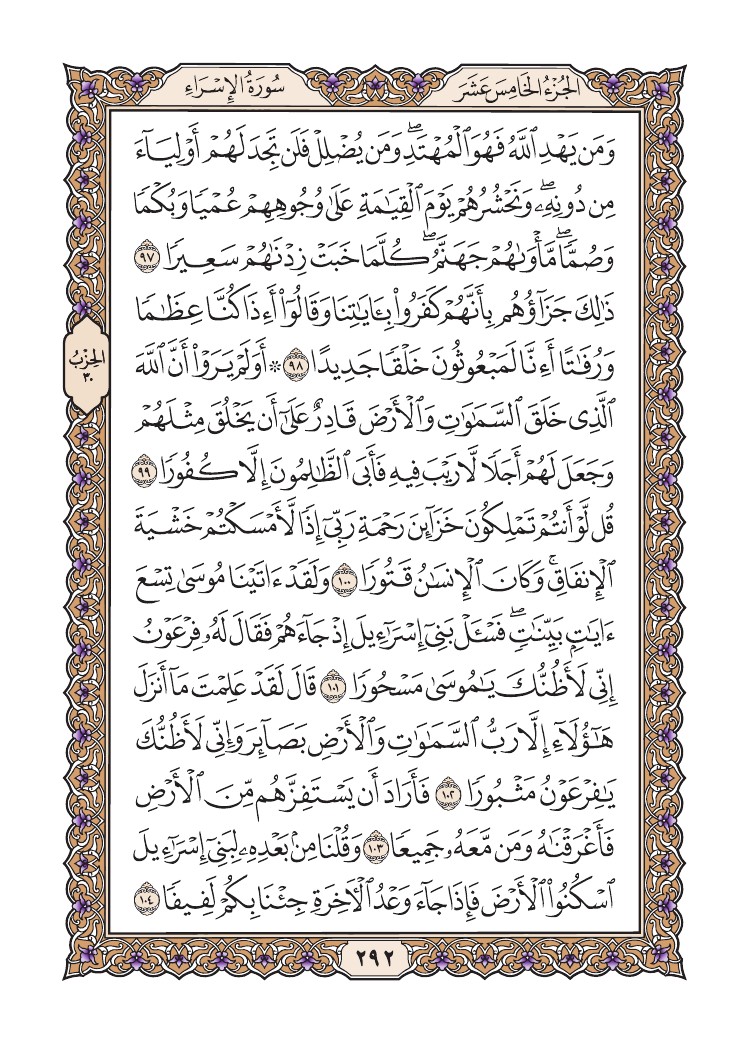 الجُزْءُ الخَامِسَ عَشَرَ
سُورَةُ الإِسْرَاءِ
وَمَن يَهْدِ ٱللَّهُ فَهُوَ ٱلْمُهْتَدِۖ وَمَن يُضْلِلْ فَلَن تَجِدَ لَهُمْ أَوْلِيَآءَ
مِن دُونِهِۦۖ وَنَحْشُرُهُمْ يَوْمَ ٱلْقِيَٰمَةِ عَلَىٰ وُجُوهِهِمْ عُمْيًا وَبُكْمًا
وَصُمًّاۖ مَّأْوَىٰهُمْ جَهَنَّمُۖ كُلَّمَا خَبَتْ زِدْنَٰهُمْ سَعِيرًا ٩٧
ذَٰلِكَ جَزَآؤُهُم بِأَنَّهُمْ كَفَرُوا۟ بِـَٔايَٰتِنَا وَقَالُوٓا۟ أَءِذَا كُنَّا عِظَٰمًا
وَرُفَٰتًا أَءِنَّا لَمَبْعُوثُونَ خَلْقًا جَدِيدًا ٩٨ ۞ أَوَلَمْ يَرَوْا۟ أَنَّ ٱللَّهَ
ٱلَّذِى خَلَقَ ٱلسَّمَٰوَٰتِ وَٱلْأَرْضَ قَادِرٌ عَلَىٰٓ أَن يَخْلُقَ مِثْلَهُمْ
وَجَعَلَ لَهُمْ أَجَلًا لَّا رَيْبَ فِيهِ فَأَبَى ٱلظَّٰلِمُونَ إِلَّا كُفُورًا ٩٩
قُل لَّوْ أَنتُمْ تَمْلِكُونَ خَزَآئِنَ رَحْمَةِ رَبِّىٓ إِذًا لَّأَمْسَكْتُمْ خَشْيَةَ
ٱلْإِنفَاقِۚ وَكَانَ ٱلْإِنسَٰنُ قَتُورًا ١٠٠ وَلَقَدْ ءَاتَيْنَا مُوسَىٰ تِسْعَ
ءَايَٰتٍۭ بَيِّنَٰتٍۖ فَسْـَٔلْ بَنِىٓ إِسْرَٰٓءِيلَ إِذْ جَآءَهُمْ فَقَالَ لَهُۥ فِرْعَوْنُ
إِنِّى لَأَظُنُّكَ يَٰمُوسَىٰ مَسْحُورًا ١٠١ قَالَ لَقَدْ عَلِمْتَ مَآ أَنزَلَ
هَٰٓؤُلَآءِ إِلَّا رَبُّ ٱلسَّمَٰوَٰتِ وَٱلْأَرْضِ بَصَآئِرَ وَإِنِّى لَأَظُنُّكَ
يَٰفِرْعَوْنُ مَثْبُورًا ١٠٢ فَأَرَادَ أَن يَسْتَفِزَّهُم مِّنَ ٱلْأَرْضِ
فَأَغْرَقْنَٰهُ وَمَن مَّعَهُۥ جَمِيعًا ١٠٣ وَقُلْنَا مِنۢ بَعْدِهِۦ لِبَنِىٓ إِسْرَٰٓءِيلَ
ٱسْكُنُوا۟ ٱلْأَرْضَ فَإِذَا جَآءَ وَعْدُ ٱلْءَاخِرَةِ جِئْنَا بِكُمْ لَفِيفًا ١٠٤
الحِزْبُ
٣٠
٢٩٢